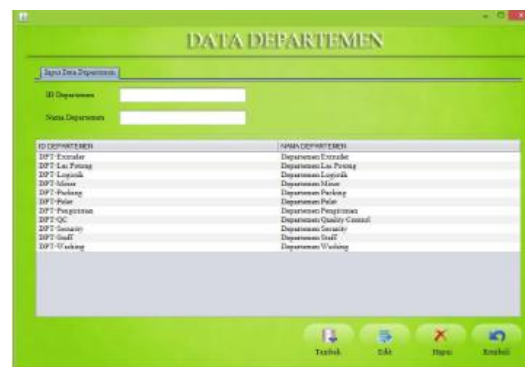 DATA DEPARTEMEN
Input Data Departemen
ID Departemen
Nama Departemen
ID DEPARTEMEN NAMA DEPARTEMEN
DPT-Extruder Departemen Extruder
DPT-Las Potong Departemen Las Potong
DPT-Logistik Departemen Logistik
DPT-Mixer Departemen Mixer
DPT-Packing Departemen Packing
DPT-Pelet Departemen Pelet
DPT-Pengiriman Departemen Pengiriman
DPT-QC Departemen Quality Control
DPT-Security Departemen Security
DPT-Staff Departemen Staff
DPT-Washing Departemen Washing
Tambah Edit Hapus Kembali